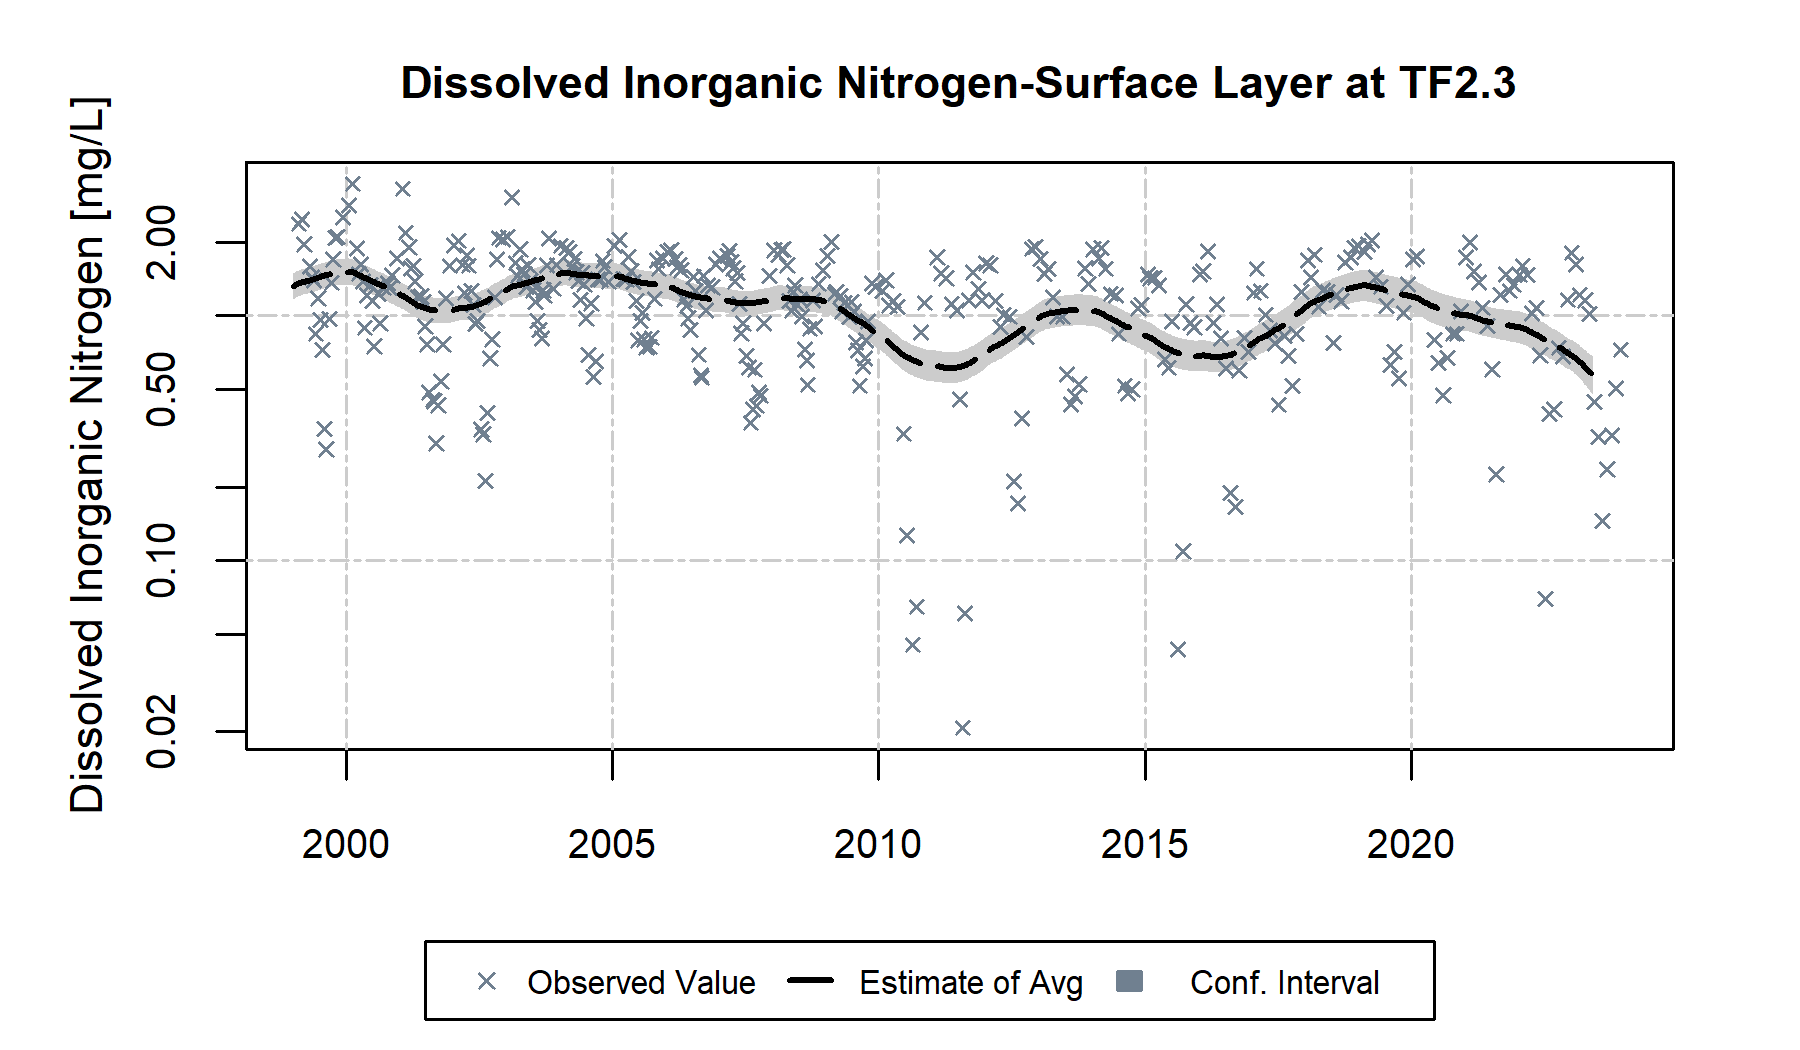 Dissolved Inorganic Nitrogen-Surface Layer at TF2.3
Dissolved Inorganic Nitrogen [mg/L]
2.00
0.50
0.10
0.02
2000 2005 2010 2015 2020
Observed Value Estimate of Avg Conf. Interval